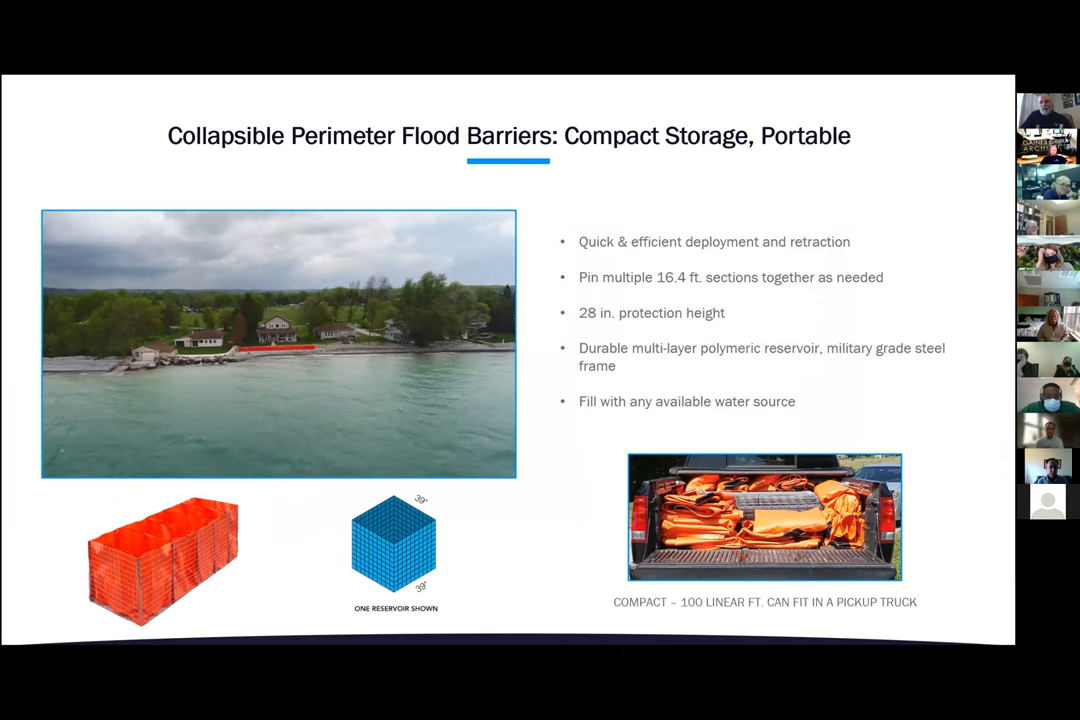 Collapsible Perimeter Flood Barriers: Compact Storage, Portable
• Quick & efficient deployment and retraction
• Pin multiple 16.4 ft. sections together as needed
• 28 in. protection height
• Durable multi-layer polymeric reservoir, military grade steel
frame
• Fill with any available water source
39"
39"
ONE RESERVOIR SHOWN
COMPACT – 100 LINEAR FT. CAN FIT IN A PICKUP TRUCK